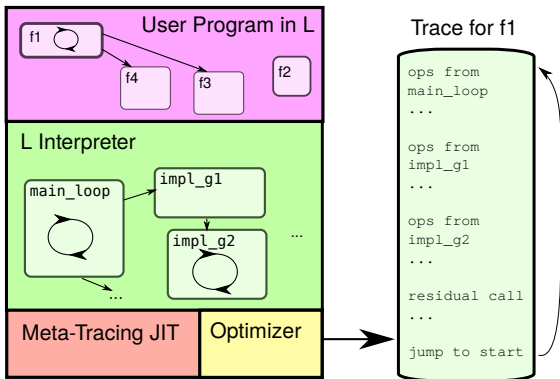 User Program in L
f1
f4
f3
f2
L Interpreter
main_loop
impl_g1
impl_g2
...
...
Meta-Tracing JIT
Optimizer
Trace for f1
ops from
main_loop
...
ops from
impl_g1
...
ops from
impl_g2
...
residual call
...
jump to start